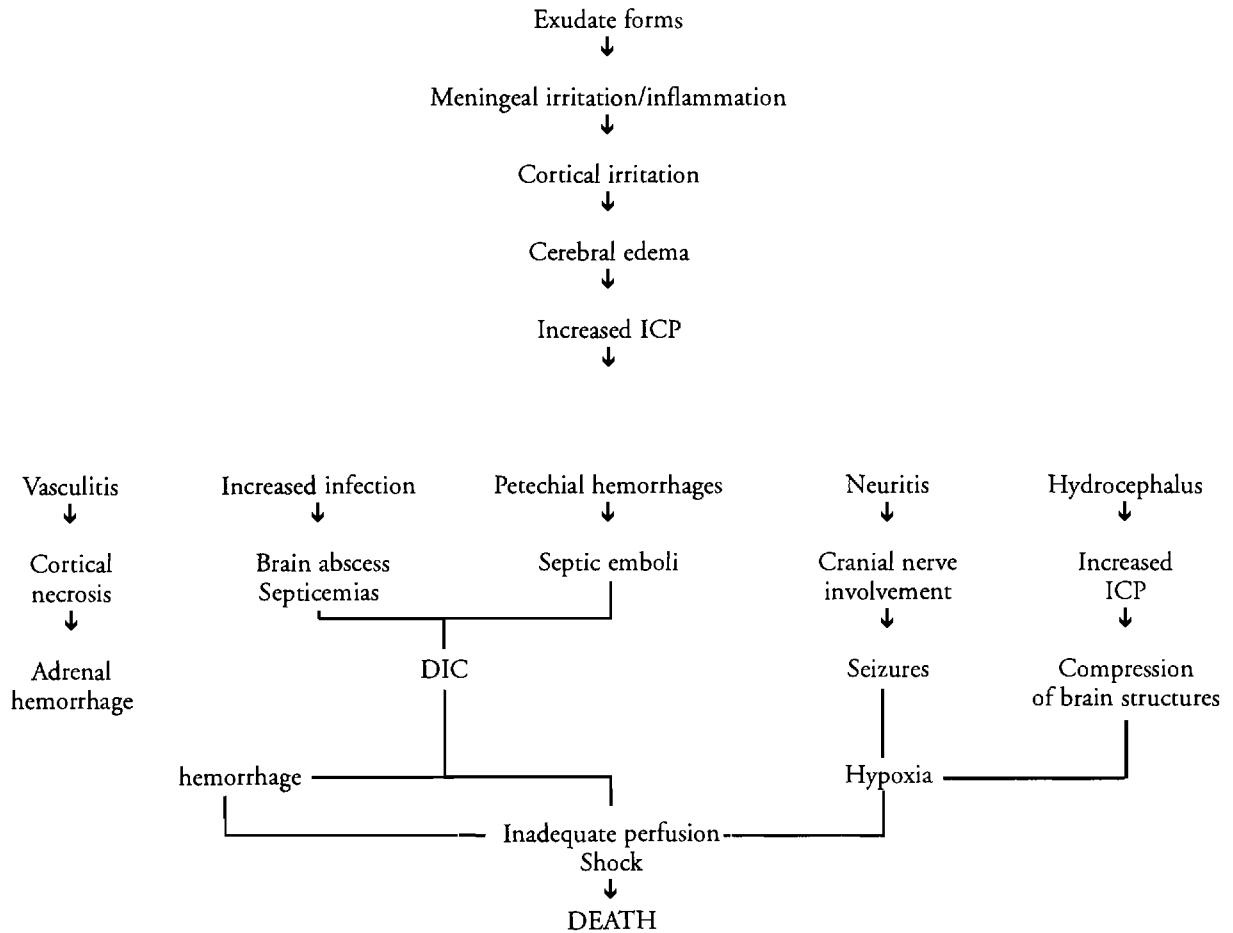 Exudate forms
Meningeal irritation/inflammation
Cortical irritation
Cerebral edema
Increased ICP
Vasculitis
Increased infection
Petechial hemorrhages
Neuritis
Hydrocephalus
Cortical
necrosis
Brain abscess
Septicemias
Septic emboli
Cranial nerve
involvement
Increased
ICP
Adrenal
hemorrhage
DIC
Seizures
Compression
of brain structures
hemorrhage
Hypoxia
Inadequate perfusion
Shock
DEATH